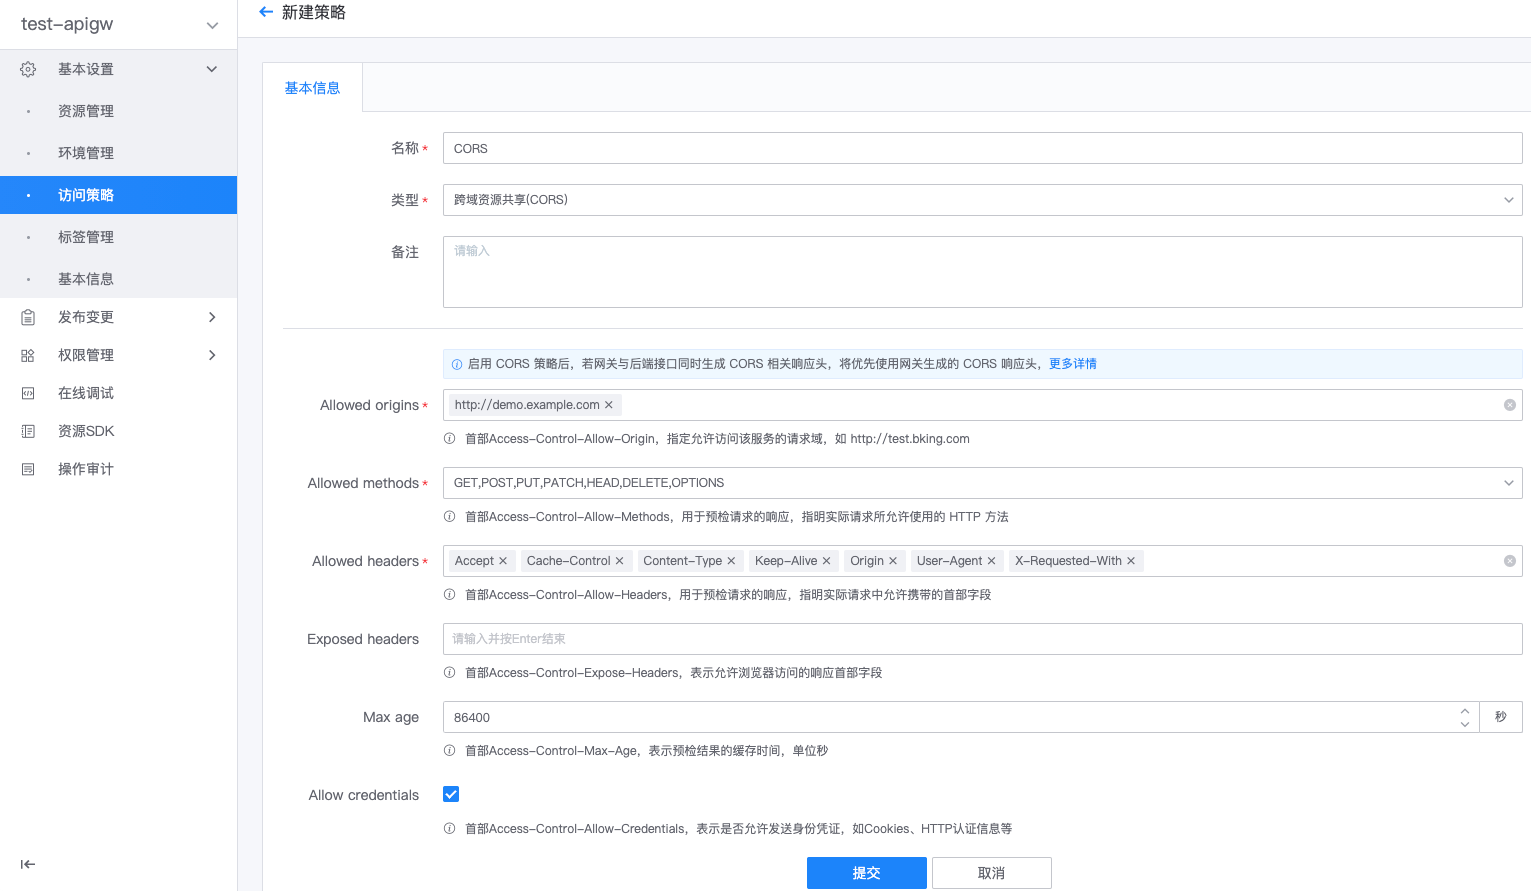 test-apigw
基本设置
资源管理
环境管理
访问策略
标签管理
基本信息
发布变更
权限管理
在线调试
资源SDK
操作审计
新建策略
基本信息
名称 *
CORS
类型 *
跨域资源共享(CORS)
备注
请输入
启用 CORS 策略后，若网关与后端接口同时生成 CORS 相关响应头，将优先使用网关生成的 CORS 响应头，更多详情
Allowed origins *
http://demo.example.com ×
首部Access-Control-Allow-Origin，指定允许访问该服务的请求域，如 http://test.bking.com
Allowed methods *
GET,POST,PUT,PATCH,HEAD,DELETE,OPTIONS
首部Access-Control-Allow-Methods，用于预检请求的响应，指明实际请求所允许使用的 HTTP 方法
Allowed headers *
Accept × Cache-Control × Content-Type × Keep-Alive × Origin × User-Agent × X-Requested-With ×
首部Access-Control-Allow-Headers，用于预检请求的响应，指明实际请求中允许携带的首部字段
Exposed headers
请输入并按Enter结束
首部Access-Control-Expose-Headers，表示允许浏览器访问的响应首部字段
Max age
86400
秒
首部Access-Control-Max-Age，表示预检结果的缓存时间，单位秒
Allow credentials
首部Access-Control-Allow-Credentials，表示是否允许发送身份凭证，如Cookies、HTTP认证信息等
提交
取消